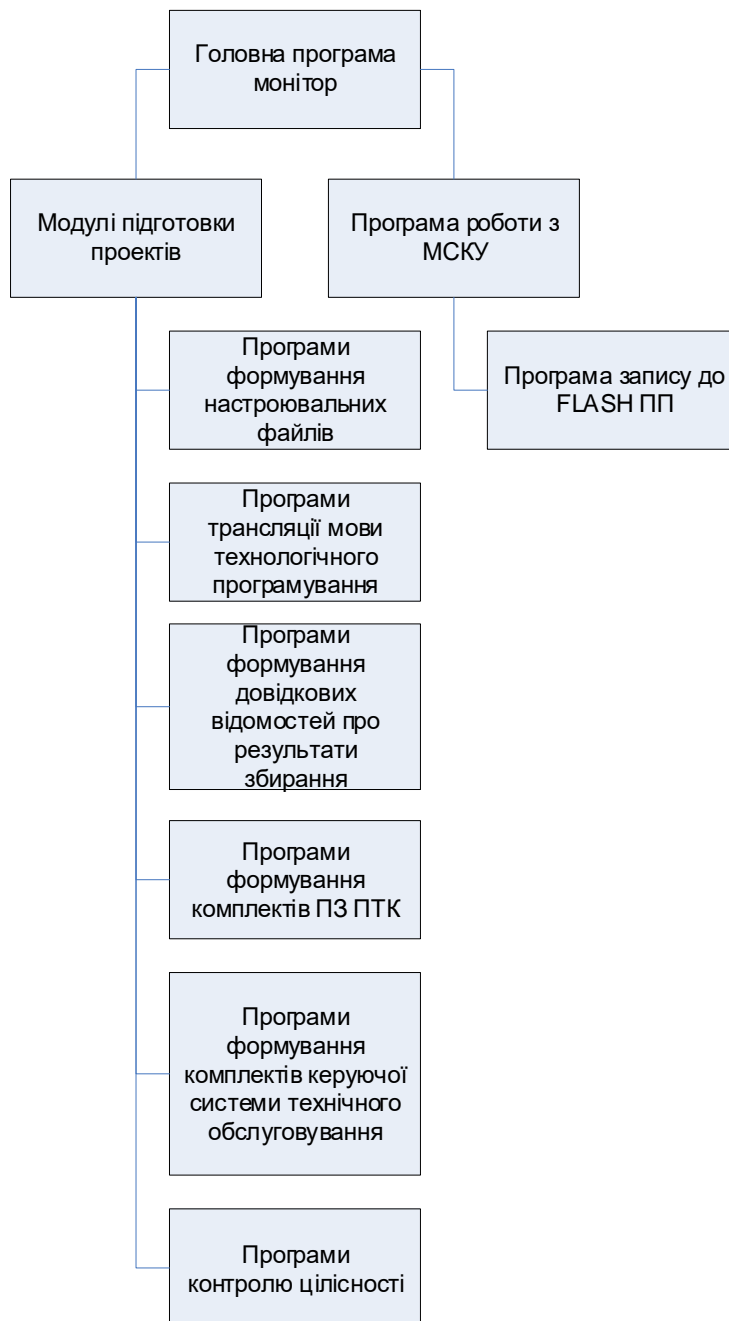 Головна програма
монітор
Модулі підготовки
проектів
Програма роботи з
МСКУ
Програми
формування
настроювальних
файлів
Програма запису до
FLASH ПП
Програми
трансляції мови
технологічного
програмування
Програми
формування
довідкових
відомостей про
результати
збирання
Програми
формування
комплектів ПЗ ПТК
Програми
формування
комплектів керуючої
системи технічного
обслуговування
Програми
контролю цілісності